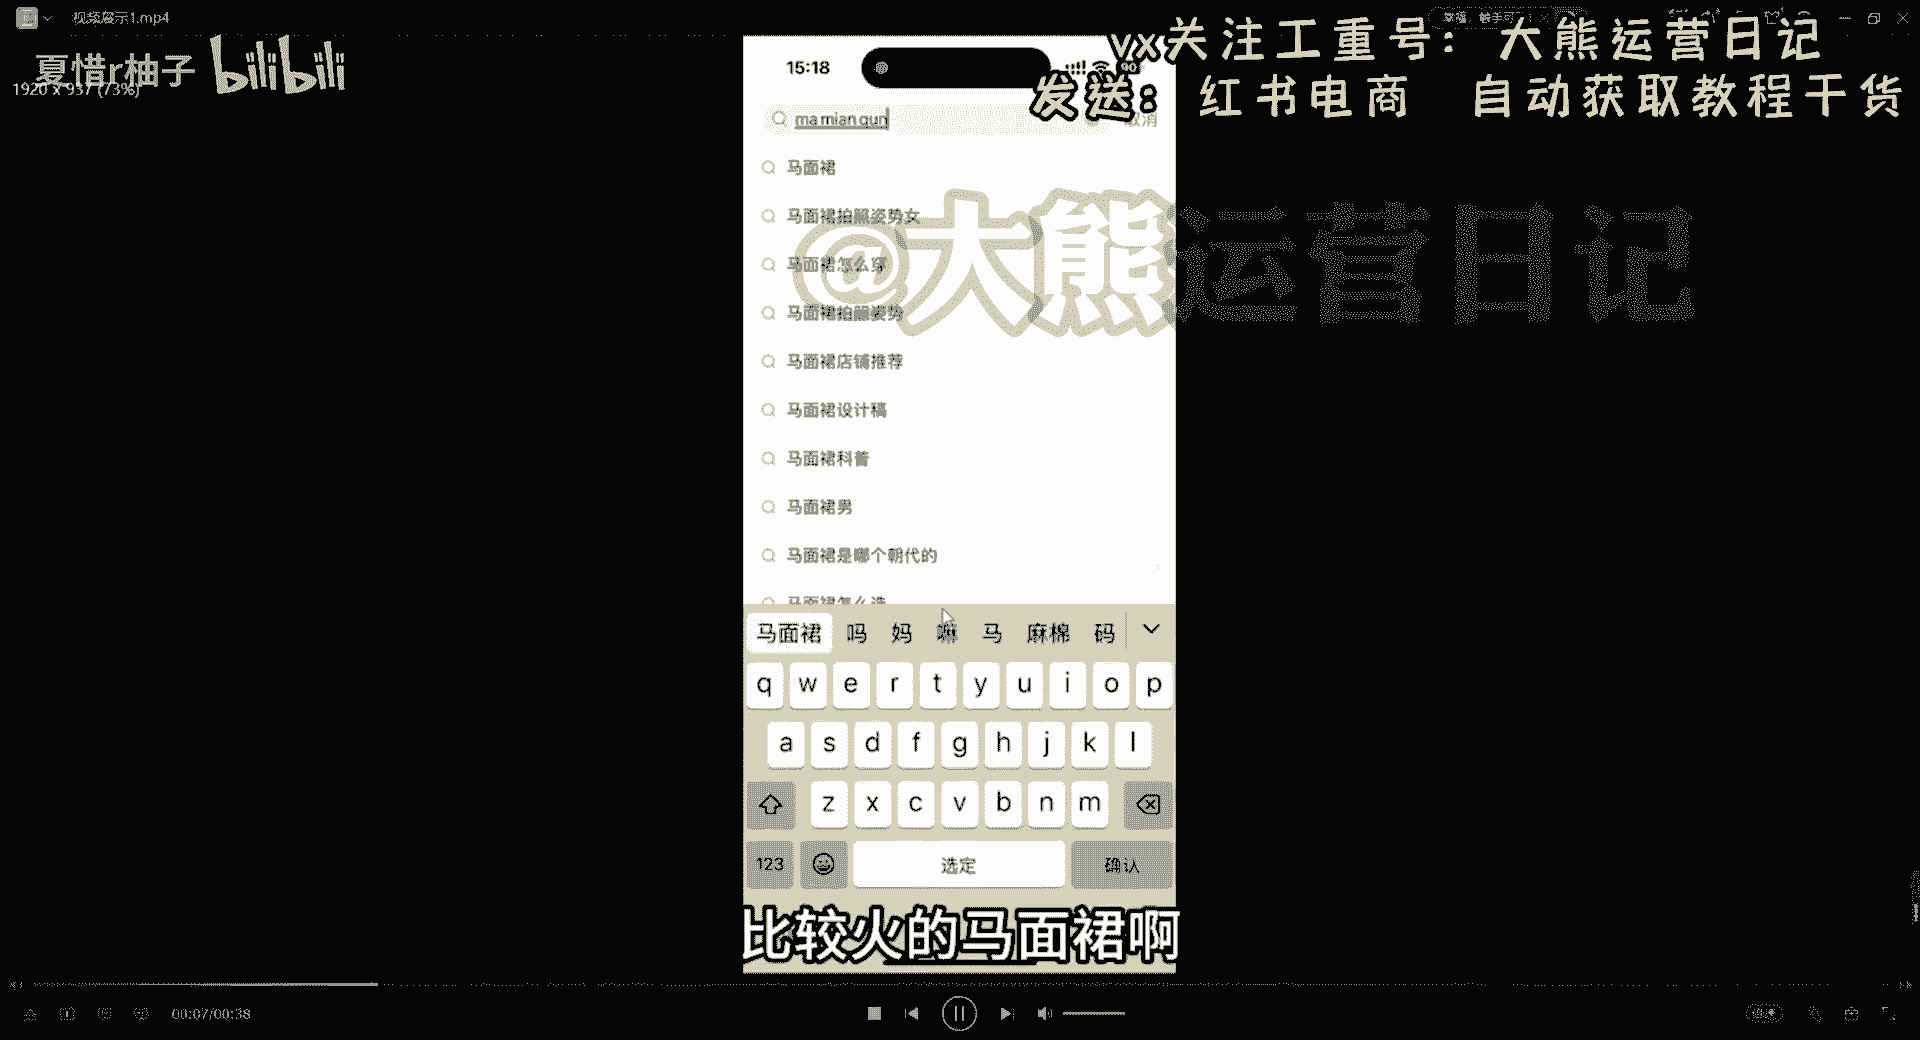 视频展示1.mp4
vx关注工重号：大熊运营日记
发送：红书电商 自动获取教程干货
夏惜r柚子 bilibili
1920 x 937 (73%)
15:18
ma mian qun
取消
@大熊运营日记
马面裙
马面裙拍照姿势女
马面裙怎么穿
马面裙拍照姿势
马面裙店铺推荐
马面裙设计稿
马面裙科普
马面裙男
马面裙是哪个朝代的
马面裙怎么选
马面裙 吗 妈 嘛 马 麻棉 码
q w e r t y u i o p
a s d f g h j k l
z x c v b n m
123 选定 确认
比较火的马面裙啊
00:07/00:38